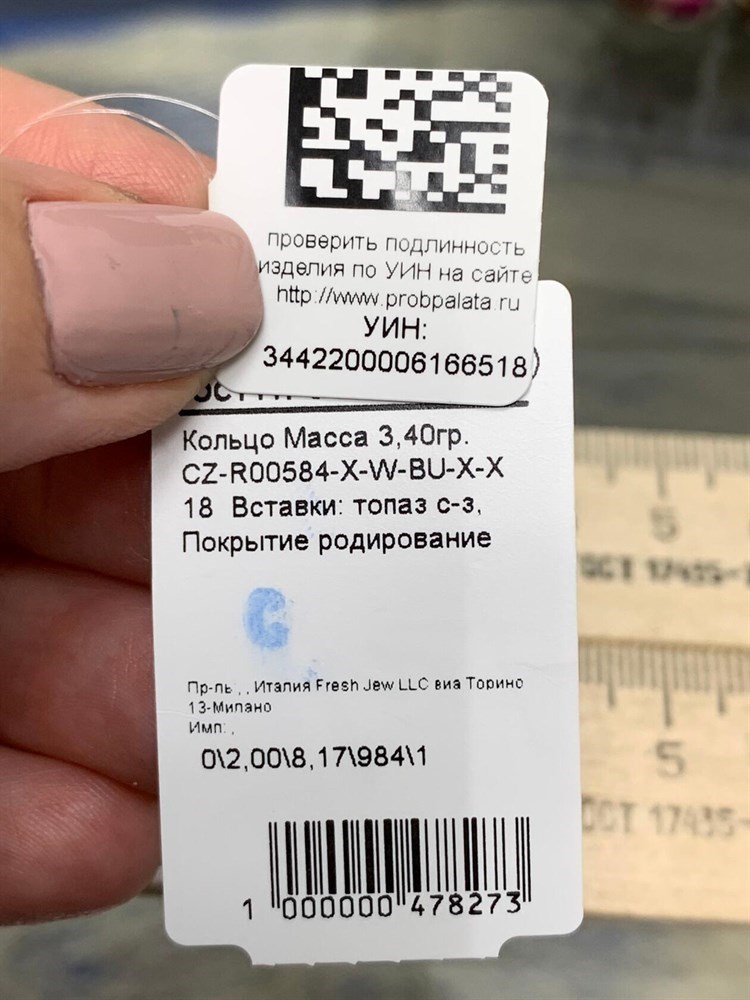 проверить подлинность
изделия по УИН на сайте
http://www.probpalata.ru
УИН:
3442200006166518
Кольцо Масса 3,40гр.
CZ-R00584-X-W-BU-X-X
18 Вставки: топаз с-з,
Покрытие родирование
С
Пр-ль , , Италия Fresh Jew LLC виа Торино
13-Милано
Имп: ,
0\2,00\8,17\984\1
1 000000 478273
5
ГОСТ 17435-
5
ГОСТ 17435-